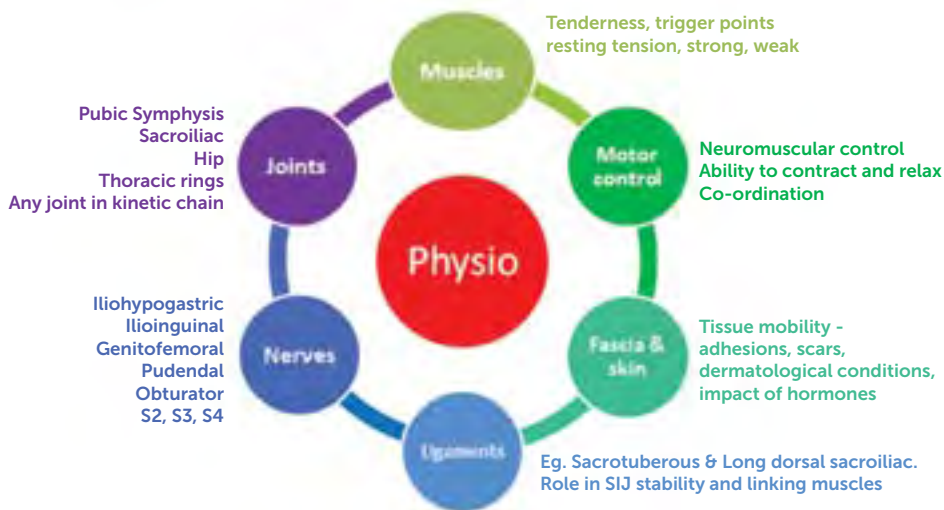 Tenderness, trigger points
resting tension, strong, weak
Muscles
Pubic Symphysis
Sacroiliac
Hip
Thoracic rings
Any joint in kinetic chain
Joints
Motor
control
Neuromuscular control
Ability to contract and relax
Co-ordination
Physio
Iliohypogastric
Ilioinguinal
Genitofemoral
Pudendal
Obturator
S2, S3, S4
Nerves
Fascia &
skin
Tissue mobility -
adhesions, scars,
dermatological conditions,
impact of hormones
Ligaments
Eg. Sacrotuberous & Long dorsal sacroiliac.
Role in SIJ stability and linking muscles